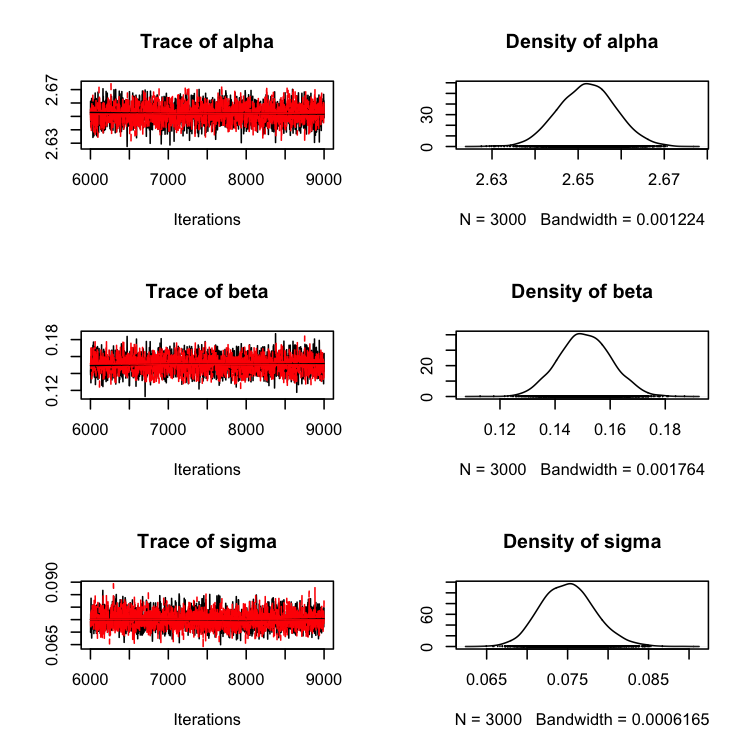 Trace of alpha
2.67
2.63
6000 7000 8000 9000
Iterations
Density of alpha
30
0
2.63 2.65 2.67
N = 3000 Bandwidth = 0.001224
Trace of beta
0.18
0.12
6000 7000 8000 9000
Iterations
Density of beta
20
0
0.12 0.14 0.16 0.18
N = 3000 Bandwidth = 0.001764
Trace of sigma
0.090
0.065
6000 7000 8000 9000
Iterations
Density of sigma
60
0
0.065 0.075 0.085
N = 3000 Bandwidth = 0.0006165